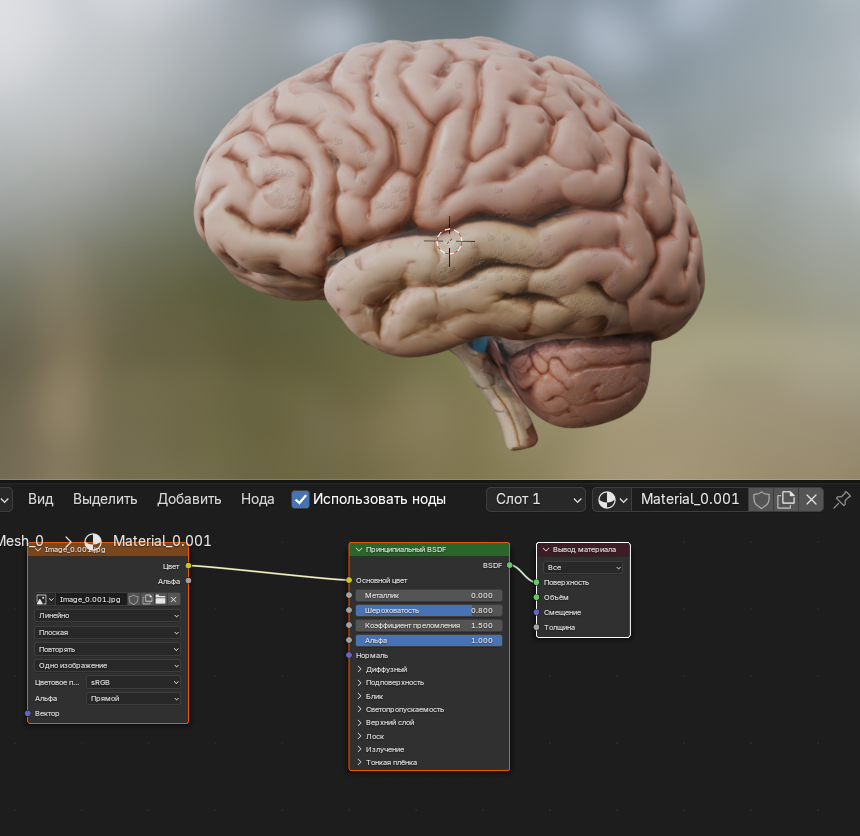 Вид Выделить Добавить Нода Использовать ноды Слот 1 Material_0.001
Mesh_0 Material_0.001
Image_0.001.jpg
Цвет
Альфа
Image_0.001.jpg
Линейно
Плоская
Повторять
Одно изображение
Цветовое п... sRGB
Альфа Прямой
Вектор
Принципиальный BSDF
BSDF
Основной цвет
Металлик 0.000
Шероховатость 0.800
Коэффициент преломления 1.500
Альфа 1.000
Нормаль
Диффузный
Подповерхность
Блик
Светопропускаемость
Верхний слой
Лоск
Излучение
Тонкая плёнка
Вывод материала
Все
Поверхность
Объём
Смещение
Толщина